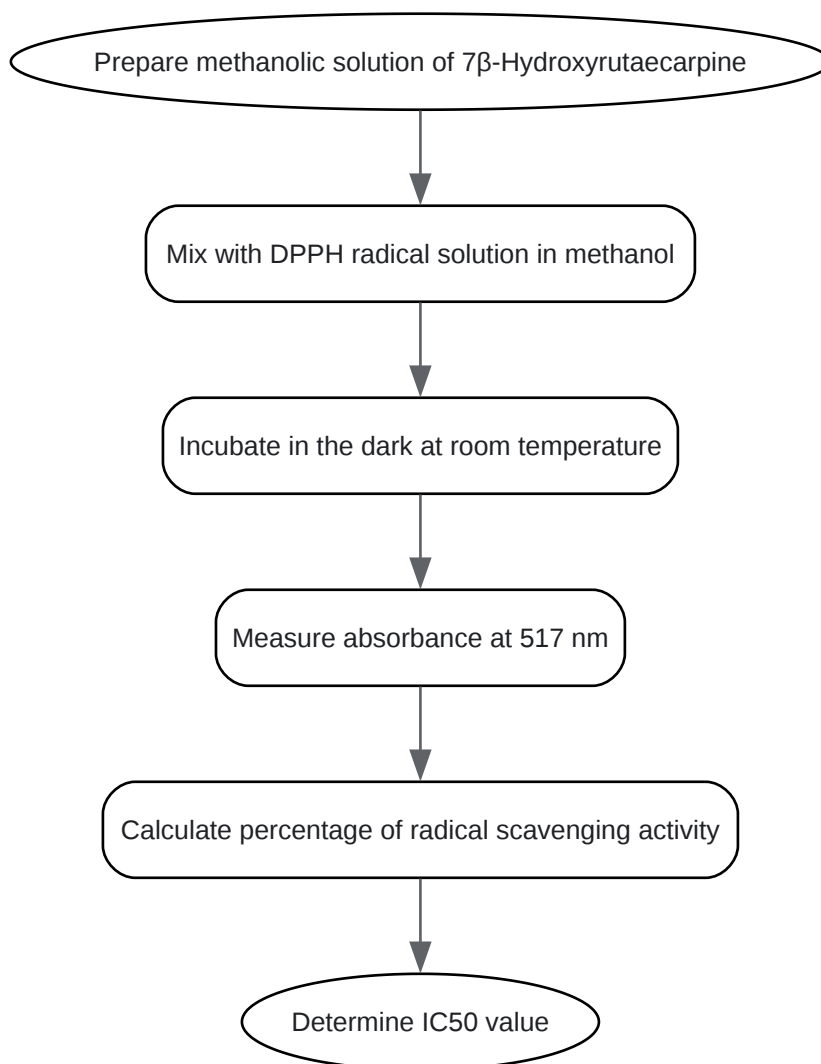 Prepare methanolic solution of 7β-Hydroxyrutaecarpine
Mix with DPPH radical solution in methanol
Incubate in the dark at room temperature
Measure absorbance at 517 nm
Calculate percentage of radical scavenging activity
Determine IC50 value